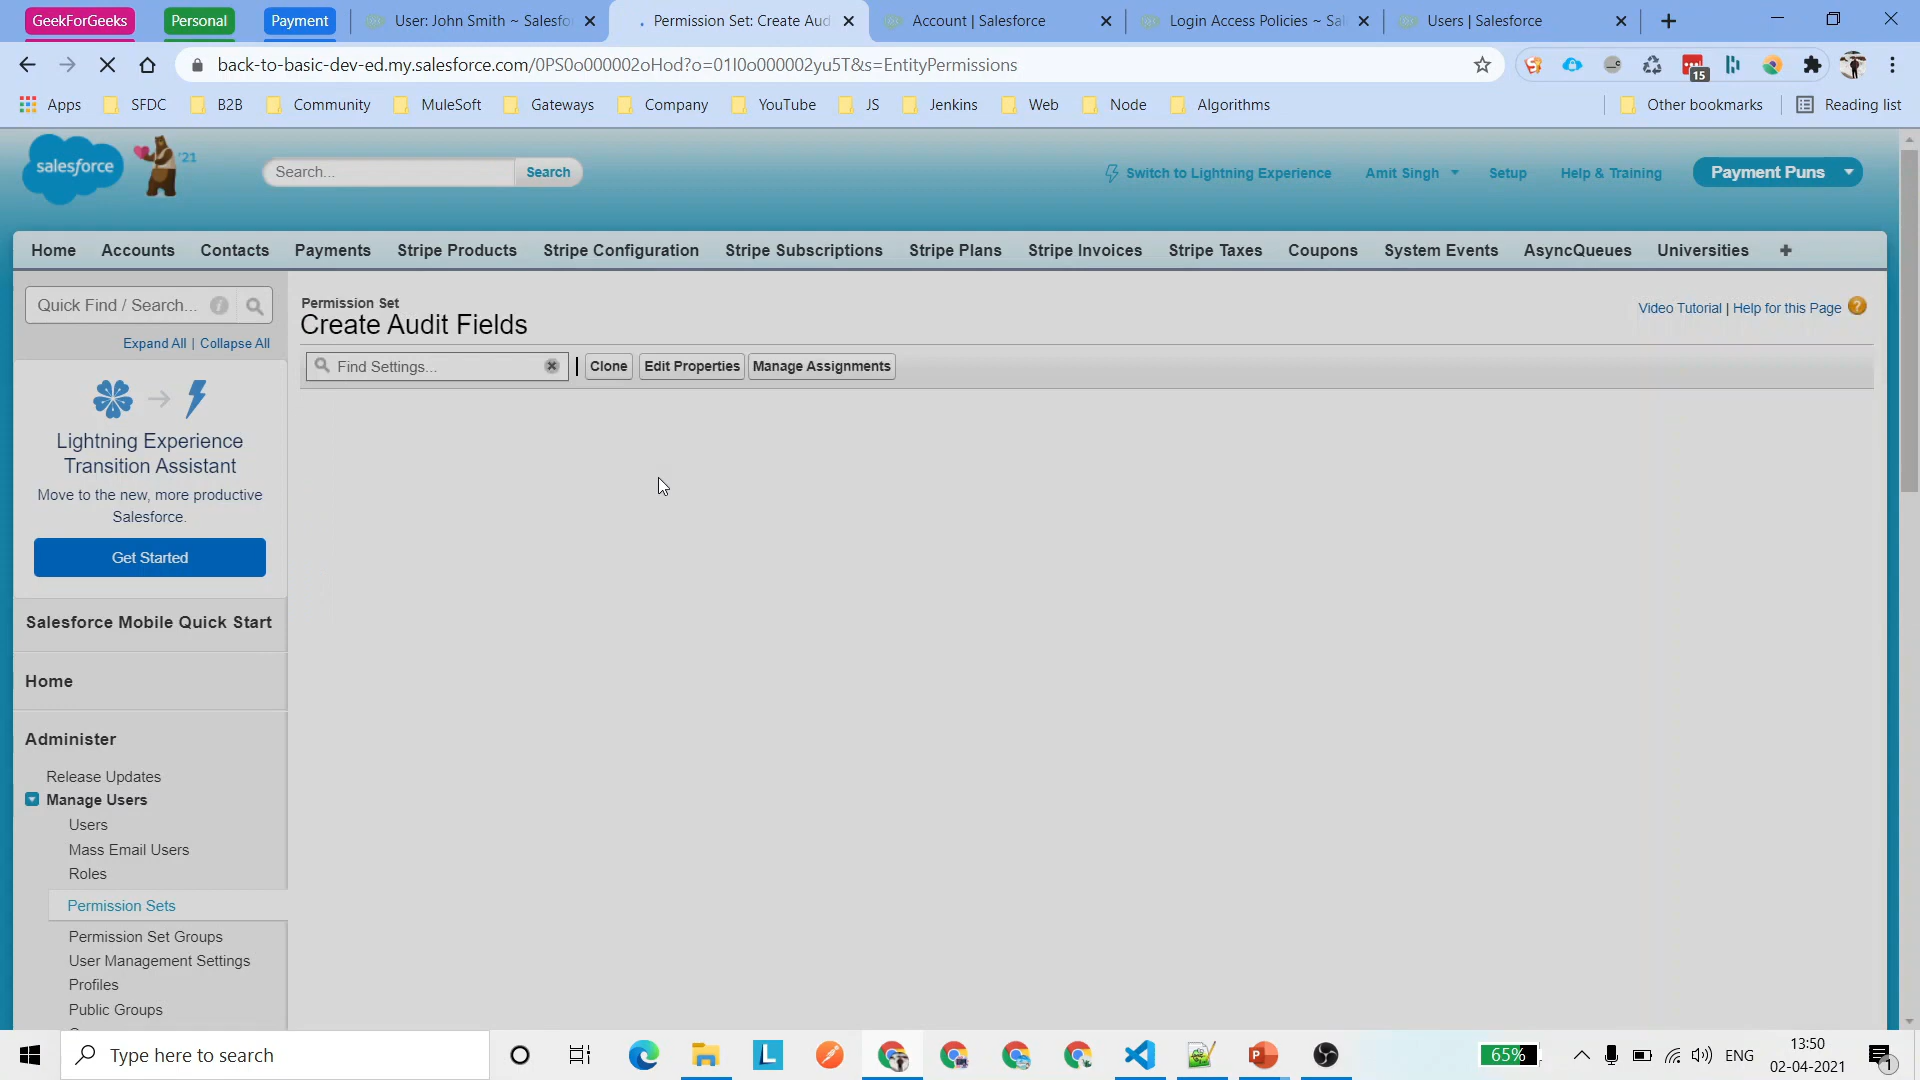 GeekForGeeks
Personal
Payment
User: John Smith ~ Salesfo
Permission Set: Create Aud
Account | Salesforce
Login Access Policies ~ Sal
Users | Salesforce
back-to-basic-dev-ed.my.salesforce.com/0PS0o000002oHod?o=01I0o000002yu5T&s=EntityPermissions
15
Apps
SFDC
B2B
Community
MuleSoft
Gateways
Company
YouTube
JS
Jenkins
Web
Node
Algorithms
Other bookmarks
Reading list
salesforce
'21
Search...
Search
Switch to Lightning Experience
Amit Singh
Setup
Help & Training
Payment Puns
Home
Accounts
Contacts
Payments
Stripe Products
Stripe Configuration
Stripe Subscriptions
Stripe Plans
Stripe Invoices
Stripe Taxes
Coupons
System Events
AsyncQueues
Universities
+
Quick Find / Search...
Expand All | Collapse All
Permission Set
Create Audit Fields
Video Tutorial | Help for this Page
Find Settings...
Clone
Edit Properties
Manage Assignments
Lightning Experience
Transition Assistant
Move to the new, more productive
Salesforce.
Get Started
Salesforce Mobile Quick Start
Home
Administer
Release Updates
Manage Users
Users
Mass Email Users
Roles
Permission Sets
Permission Set Groups
User Management Settings
Profiles
Public Groups
Type here to search
65%
ENG
13:50
02-04-2021
1